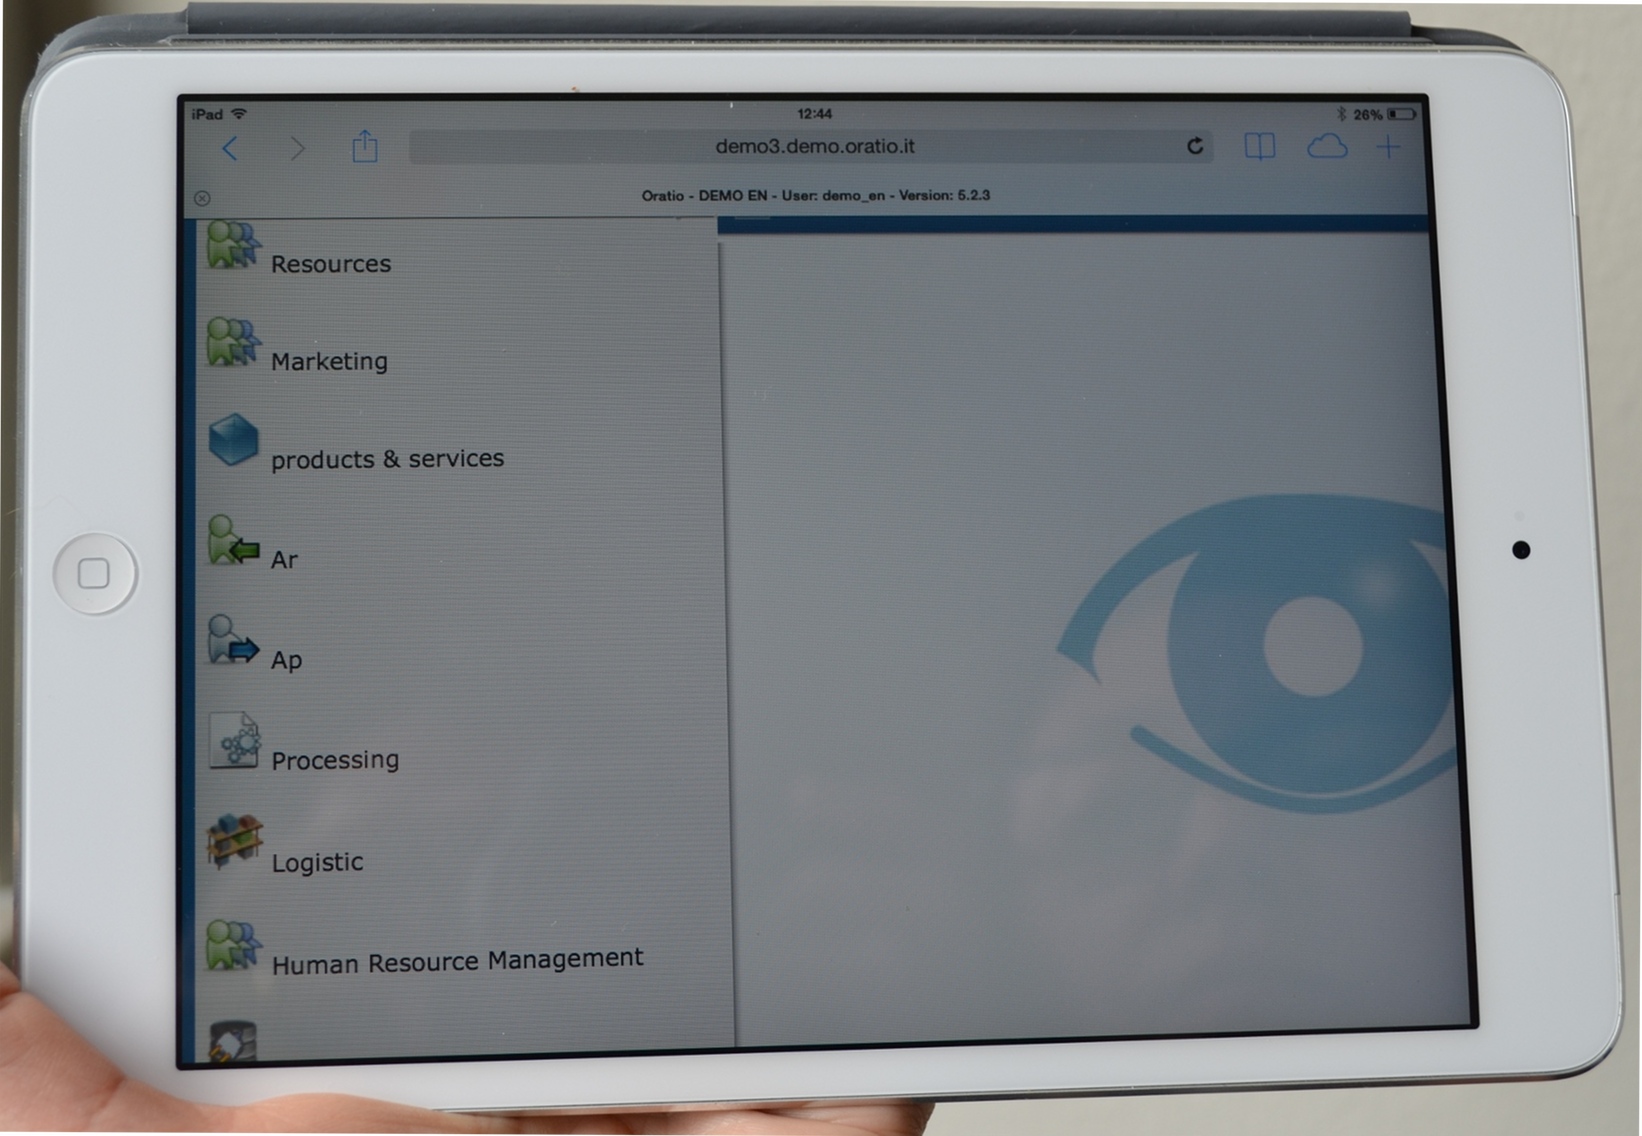 iPad
12:44
26%
demo3.demo.oratio.it
Oratio - DEMO EN - User: demo_en - Version: 5.2.3
Resources
Marketing
products & services
Ar
Ap
Processing
Logistic
Human Resource Management